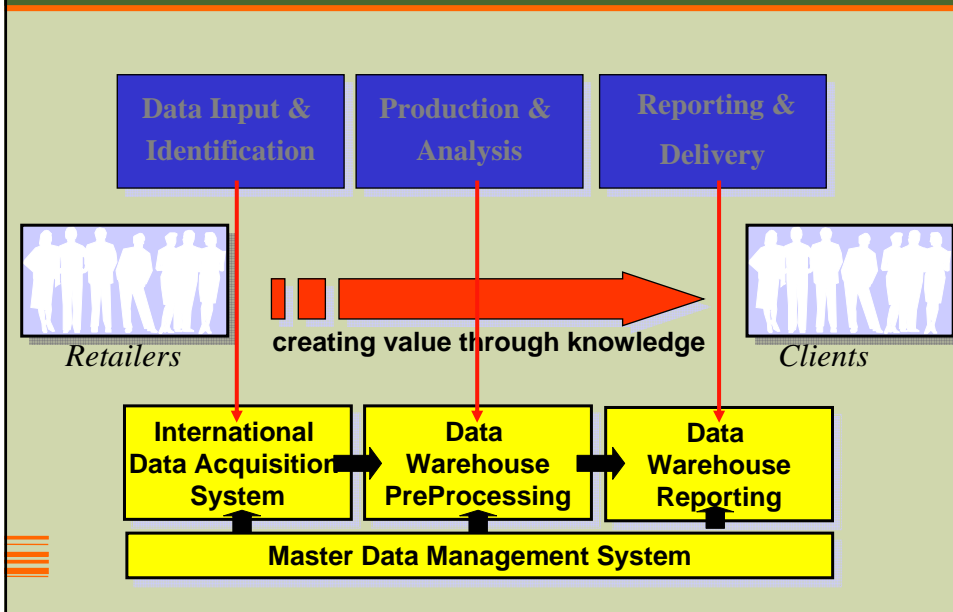 Data Input &
Identification
Production &
Analysis
Reporting &
Delivery
Retailers
creating value through knowledge
Clients
International
Data Acquisition
System
Data
Warehouse
PreProcessing
Data
Warehouse
Reporting
Master Data Management System